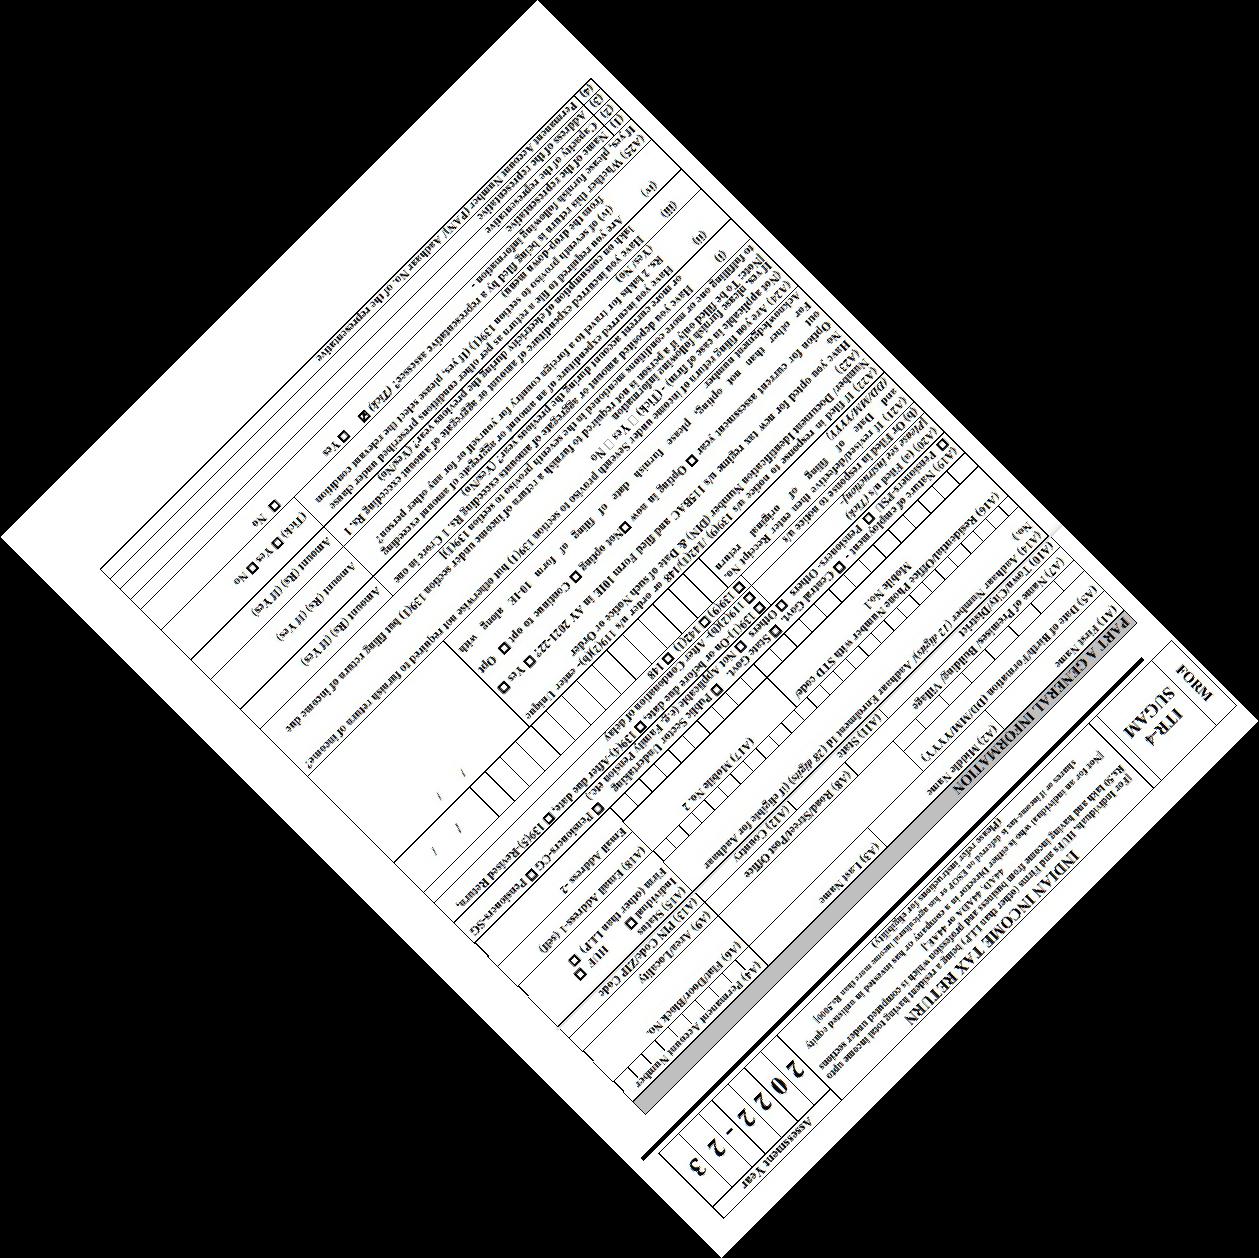 FORM
ITR-4
SUGAM
INDIAN INCOME TAX RETURN
[For Individuals, HUFs and Firms (other than LLP) being a resident having total income upto
Rs.50 lakh and having income from business and profession which is computed under sections
44AD, 44ADA or 44AE]
[Not for an individual who is either Director in a company or has invested in unlisted equity
shares or if income-tax is deferred on ESOP or has agricultural income more than Rs.5000]
(Please refer instructions for eligibility)
Assessment Year
2022-23
PART A GENERAL INFORMATION
(A1) First Name
(A2) Middle Name
(A3) Last Name
(A4) Permanent Account Number
(A5) Date of Birth/Formation (DD/MM/YYYY)
(A6) Flat/Door/Block No.
(A7) Name of Premises/ Building/ Village
(A8) Road/Street/Post Office
(A9) Area/Locality
(A10) Town/City/District
(A11) State
(A12) Country
(A13) PIN Code/ZIP Code
(A14) Aadhaar Number (12 digits)/ Aadhaar Enrolment Id (28 digits) (if eligible for Aadhaar
No.)
(A15) Status
Individual HUF
Firm (other than LLP)
(A16) Residential/Office Phone Number with STD code/
Mobile No.1
(A17) Mobile No. 2
(A18) Email Address-1 (self)
Email Address -2
(A19) Nature of employment - Central Govt. State Govt. Public Sector Undertaking Pensioners-CG Pensioners-SG
Pensioners-PSU Pensioners- Others Others Not Applicable (e.g. Family Pension etc.)
(A20) (a) Filed u/s (Tick)
[Please see instruction]
139(1)-On or before due date, 139(4)-After due date, 139(5)-Revised Return,
119(2)(b)- After Condonation of delay
(b) Or Filed in response to notice u/s
139(9) 142(1) 148
(A21) If revised/defective then enter Receipt No.
and Date of filing of original return
(DD/MM/YYYY)
/ /
(A22) If filed in response to notice u/s 139(9)/142(1)/148 or order u/s 119(2)(b)- enter Unique
Number/Document Identification Number (DIN) & Date of such Notice or Order
/ /
(A23) Have you opted for new tax regime u/s 115BAC and filed Form 10IE in AY 2021-22? Yes
No
Option for current assessment year Opting in now Not opting Continue to opt Opt
out
For other than not opting, please furnish date of filing of form 10-IE along with
Acknowledgment number
(A24) Are you filing return of income under Seventh proviso to section 139(1) but otherwise not required to furnish return of income?
(Not applicable in case of firm) - (Tick) Yes No
If yes, please furnish following information
[Note: To be filled only if a person is not required to furnish a return of income under section 139(1) but filing return of income due
to fulfilling one or more conditions mentioned in the seventh proviso to section 139(1)]
(i) Have you deposited amount or aggregate of amounts exceeding Rs. 1 Crore in one
or more current account during the previous year? (Yes/No)
Amount (Rs) (If Yes)
(ii) Have you incurred expenditure of an amount or aggregate of amount exceeding
Rs. 2 lakhs for travel to a foreign country for yourself or for any other person?
(Yes/No)
Amount (Rs) (If Yes)
(iii) Have you incurred expenditure of amount or aggregate of amount exceeding Rs. 1
lakh on consumption of electricity during the previous year? (Yes/No)
Amount (Rs) (If Yes)
(iv) Are you required to file a return as per other conditions prescribed under clause
(iv) of seventh proviso to section 139(1) (If yes, please select the relevant condition
from the drop-down menu)
(Tick) Yes No
(A25) Whether this return is being filed by a representative assessee? (Tick) Yes No
If yes, please furnish following information -
(1) Name of the representative
(2) Capacity of the representative
(3) Address of the representative
(4) Permanent Account Number (PAN)/ Aadhaar No. of the representative